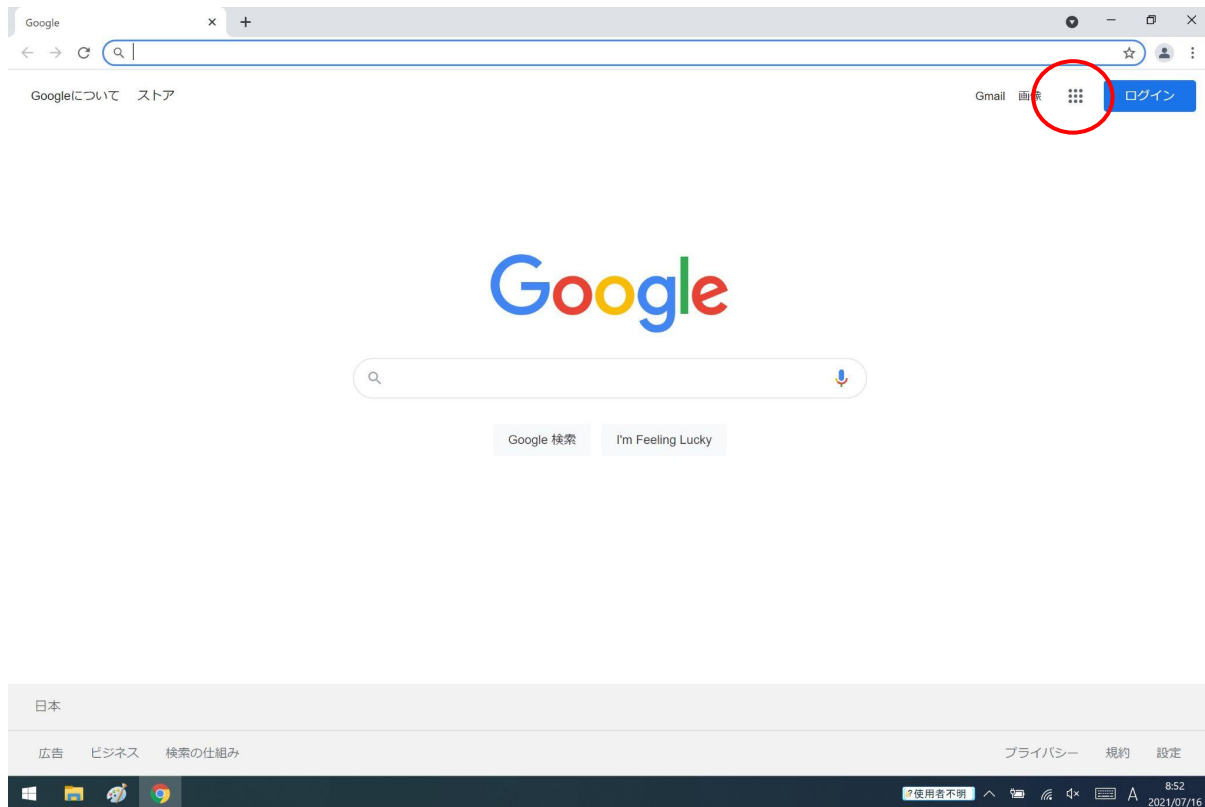 Google
Googleについて ストア
Gmail 画像 ログイン
Google
Google 検索 I'm Feeling Lucky
日本
広告 ビジネス 検索の仕組み
プライバシー 規約 設定
使用者不明 A 8:52
2021/07/16